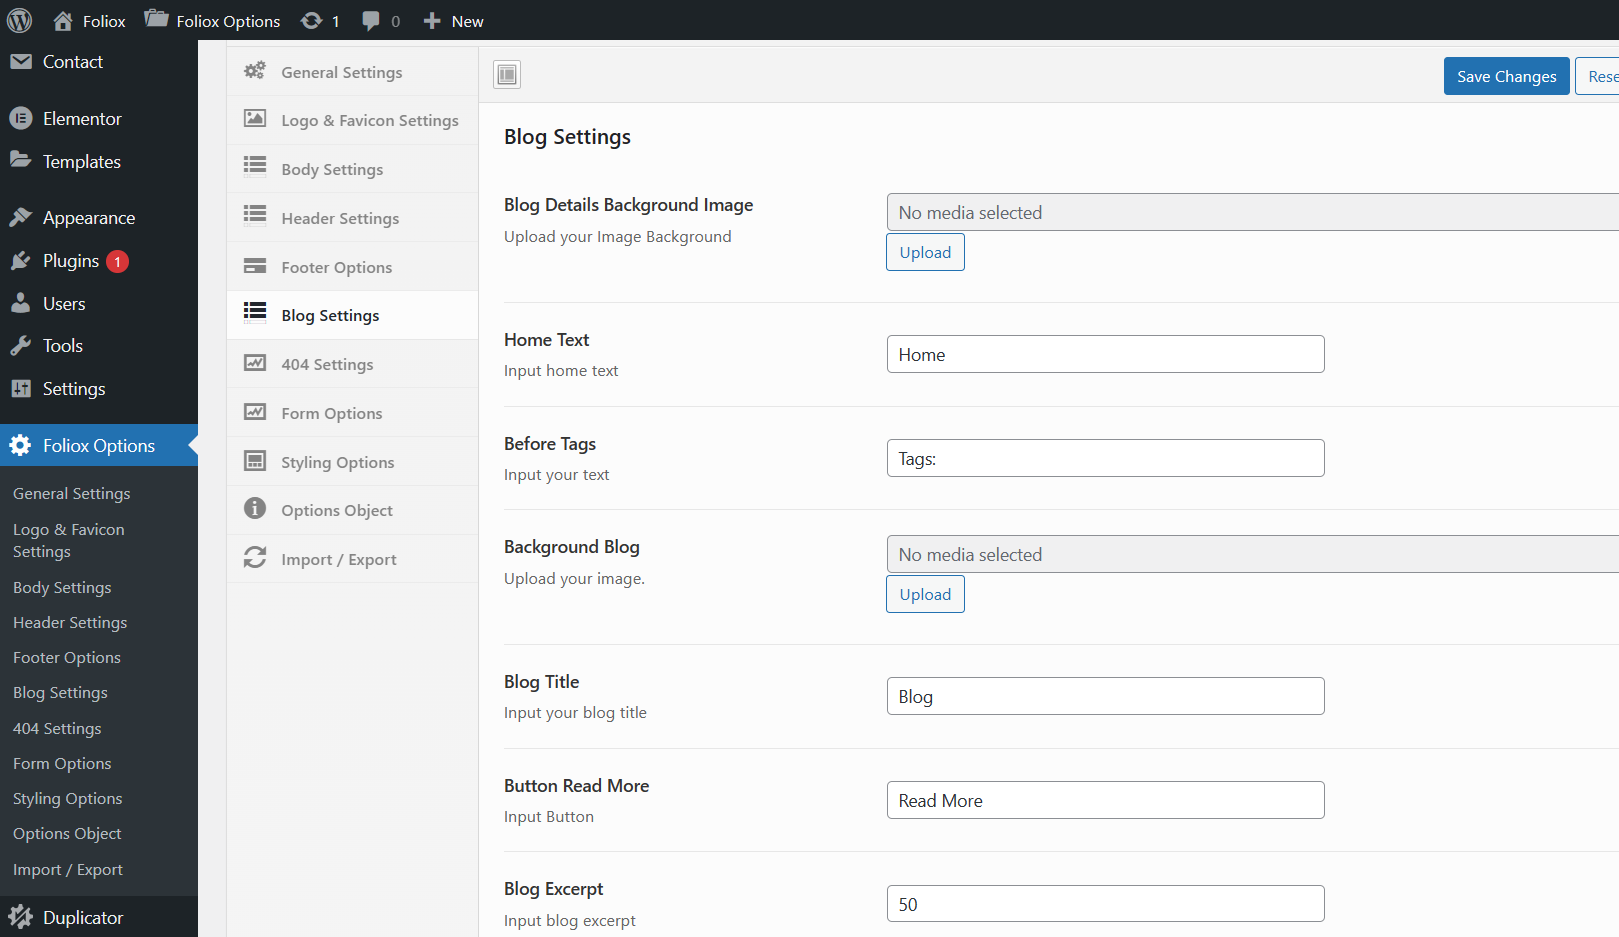 Foliox
Foliox Options
1
0
New
Contact
Elementor
Templates
Appearance
Plugins 1
Users
Tools
Settings
Foliox Options
General Settings
Logo & Favicon
Settings
Body Settings
Header Settings
Footer Options
Blog Settings
404 Settings
Form Options
Styling Options
Options Object
Import / Export
Duplicator
General Settings
Logo & Favicon Settings
Body Settings
Header Settings
Footer Options
Blog Settings
404 Settings
Form Options
Styling Options
Options Object
Import / Export
Save Changes
Rese
Blog Settings
Blog Details Background Image
Upload your Image Background
No media selected
Upload
Home Text
Input home text
Home
Before Tags
Input your text
Tags:
Background Blog
Upload your image.
No media selected
Upload
Blog Title
Input your blog title
Blog
Button Read More
Input Button
Read More
Blog Excerpt
Input blog excerpt
50